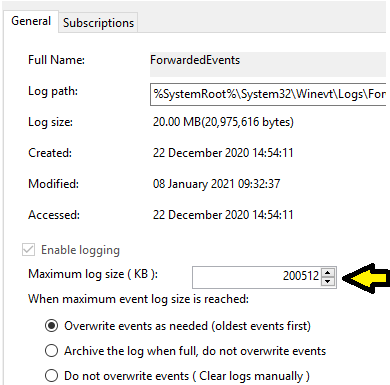 General
Subscriptions
Full Name: ForwardedEvents
Log path: %SystemRoot%\System32\Winevt\Logs\For
Log size: 20.00 MB(20,975,616 bytes)
Created: 22 December 2020 14:54:11
Modified: 08 January 2021 09:32:37
Accessed: 22 December 2020 14:54:11
Enable logging
Maximum log size ( KB ): 200512
When maximum event log size is reached:
Overwrite events as needed (oldest events first)
Archive the log when full, do not overwrite events
Do not overwrite events ( Clear logs manually )